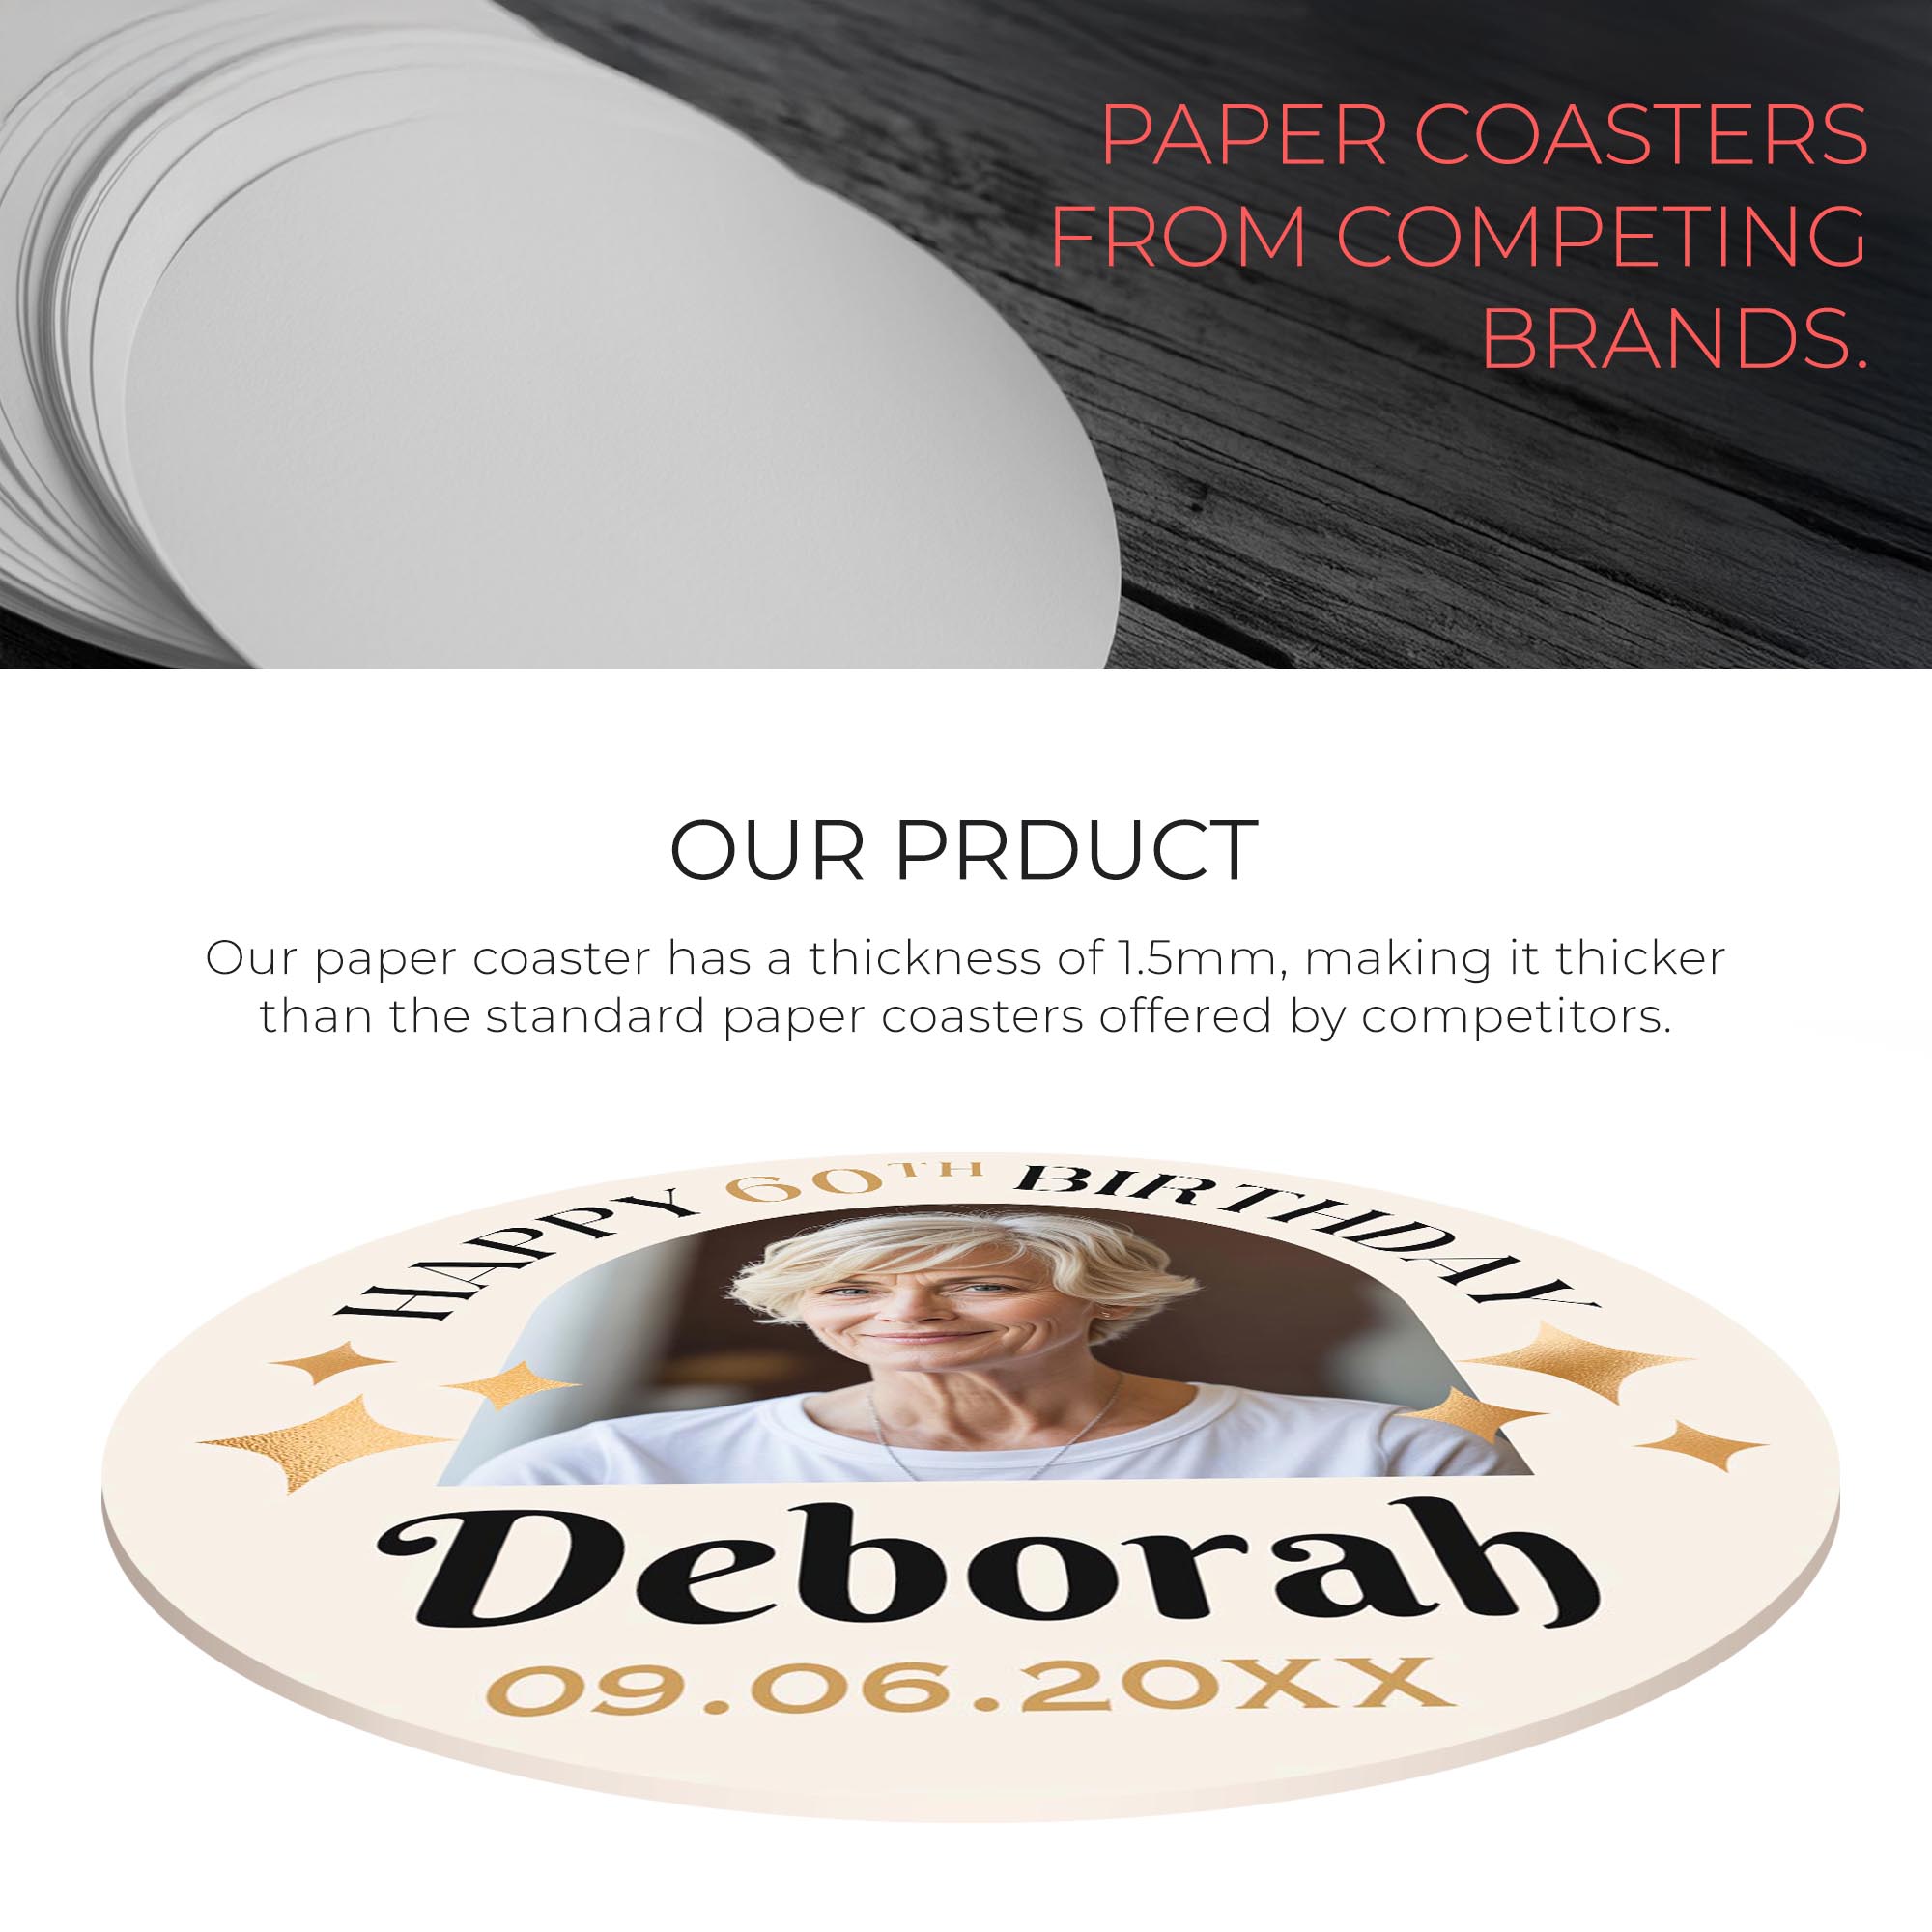 PAPER COASTERS
FROM COMPETING
BRANDS.
OUR PRDUCT
Our paper coaster has a thickness of 1.5mm, making it thicker
than the standard paper coasters offered by competitors.
HAPPY 60TH BIRTHDAY
Deborah
09.06.20XX